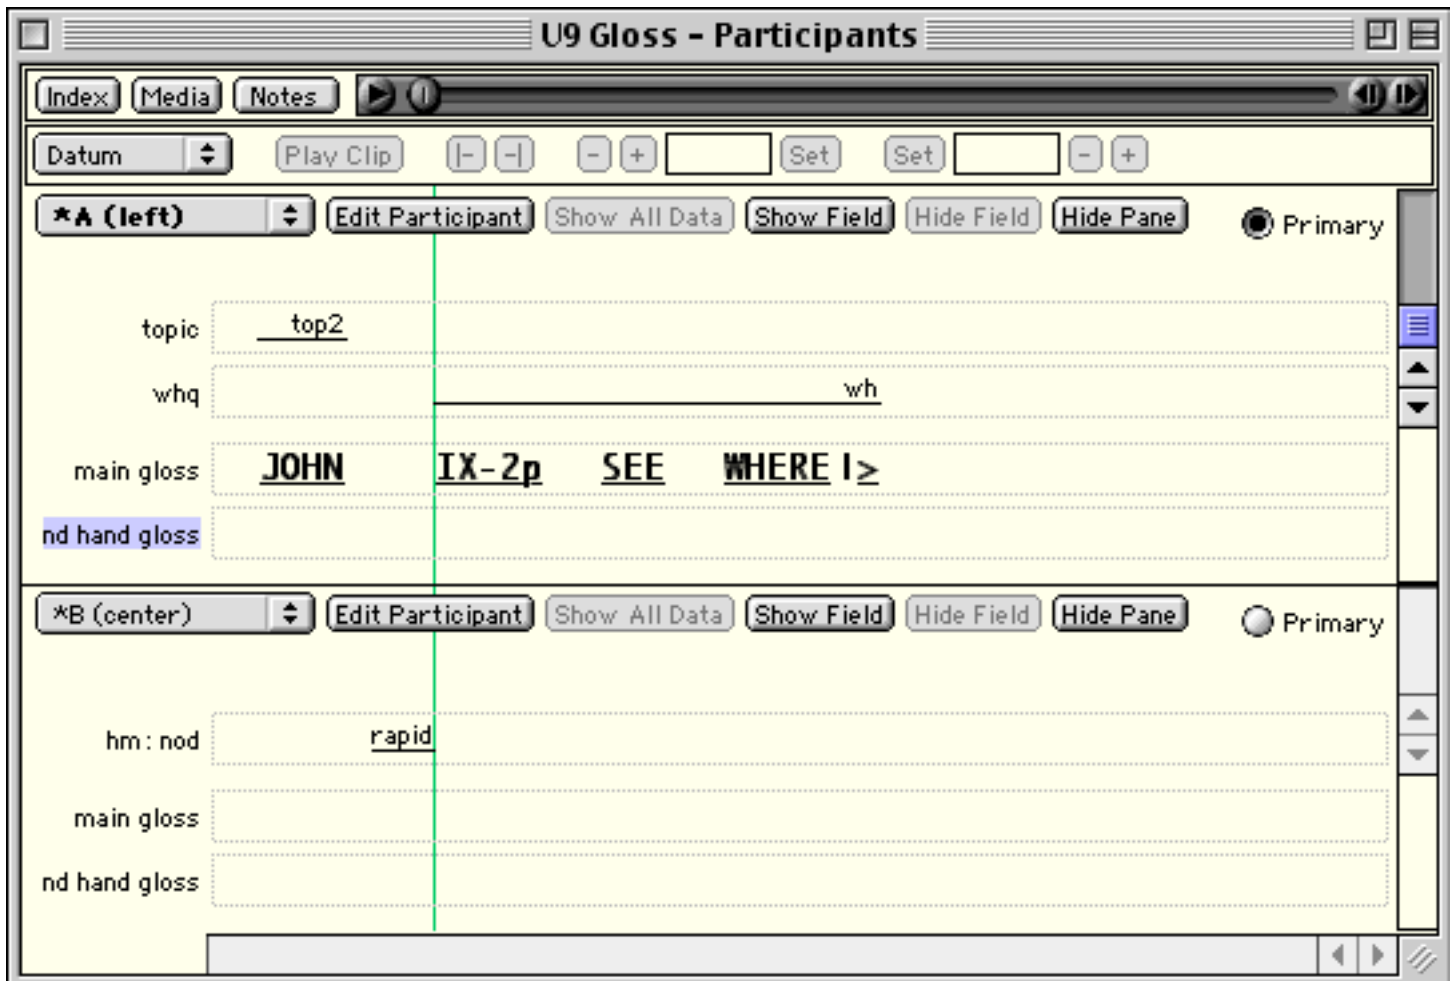 U9 Gloss - Participants
Index Media Notes
Datum Play Clip |- -| - + Set Set - +
*A (left) Edit Participant Show All Data Show Field Hide Field Hide Pane Primary
topic top2
whq wh
main gloss JOHN IX-2p SEE WHERE |>
nd hand gloss
*B (center) Edit Participant Show All Data Show Field Hide Field Hide Pane Primary
hm: nod rapid
main gloss
nd hand gloss